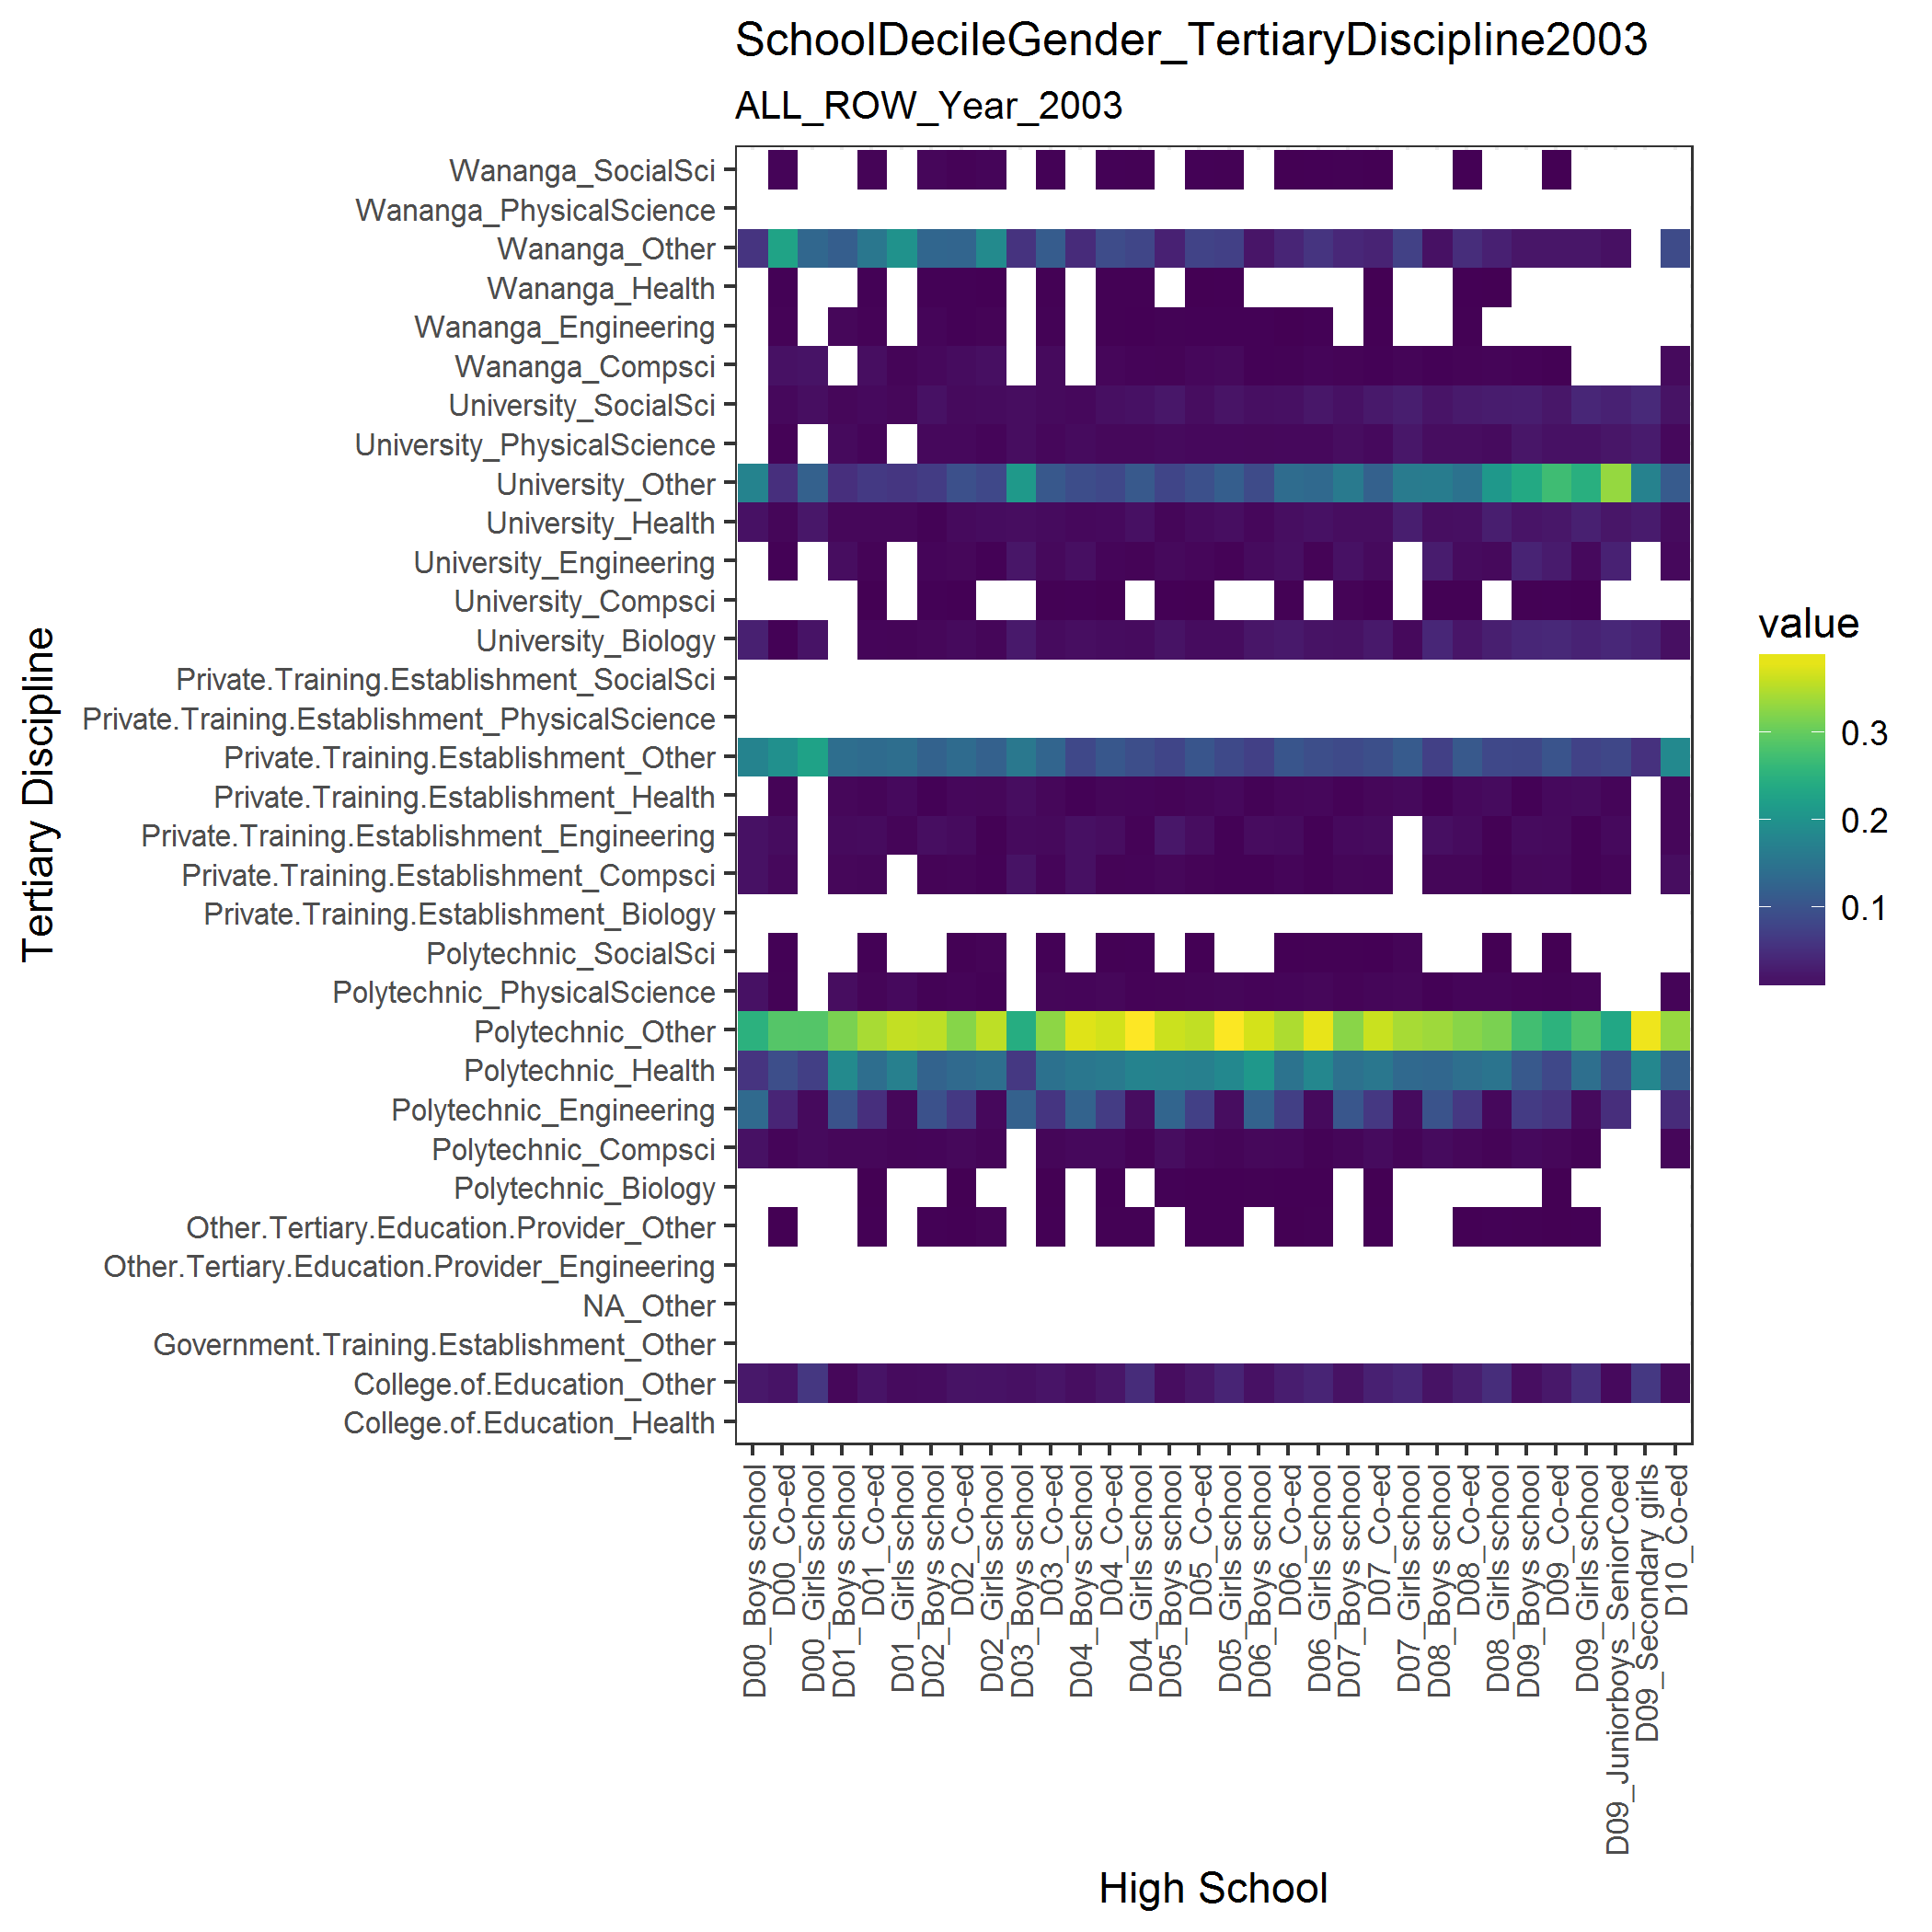 SchoolDecileGender_TertiaryDiscipline2003
ALL_ROW_Year_2003
Tertiary Discipline
Wananga_SocialSci
Wananga_PhysicalScience
Wananga_Other
Wananga_Health
Wananga_Engineering
Wananga_Compsci
University_SocialSci
University_PhysicalScience
University_Other
University_Health
University_Engineering
University_Compsci
University_Biology
Private.Training.Establishment_SocialSci
Private.Training.Establishment_PhysicalScience
Private.Training.Establishment_Other
Private.Training.Establishment_Health
Private.Training.Establishment_Engineering
Private.Training.Establishment_Compsci
Private.Training.Establishment_Biology
Polytechnic_SocialSci
Polytechnic_PhysicalScience
Polytechnic_Other
Polytechnic_Health
Polytechnic_Engineering
Polytechnic_Compsci
Polytechnic_Biology
Other.Tertiary.Education.Provider_Other
Other.Tertiary.Education.Provider_Engineering
NA_Other
Government.Training.Establishment_Other
College.of.Education_Other
College.of.Education_Health
D00_Boys school
D00_Co-ed
D00_Girls school
D01_Boys school
D01_Co-ed
D01_Girls school
D02_Boys school
D02_Co-ed
D02_Girls school
D03_Boys school
D03_Co-ed
D04_Boys school
D04_Co-ed
D04_Girls school
D05_Boys school
D05_Co-ed
D05_Girls school
D06_Boys school
D06_Co-ed
D06_Girls school
D07_Boys school
D07_Co-ed
D07_Girls school
D08_Boys school
D08_Co-ed
D08_Girls school
D09_Boys school
D09_Co-ed
D09_Girls school
D09_Juniorboys_SeniorCoed
D09_Secondary girls
D10_Co-ed
High School
value
0.3
0.2
0.1